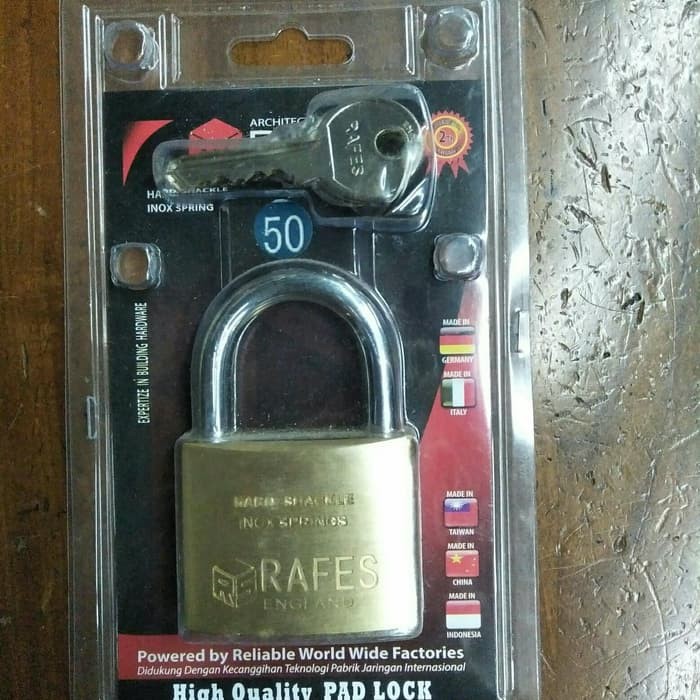 RAFES
HARD SHACKLE
INOX SPRING
50
EXPERTIZE IN BUILDING HARDWARE
MADE IN
GERMANY
MADE IN
ITALY
HARD SHACKLE
INOX SPRINGS
RS RAFES
ENGLAND
MADE IN
TAIWAN
MADE IN
CHINA
MADE IN
INDONESIA
Powered by Reliable World Wide Factories
Didukung Dengan Kecanggihan Teknologi Pabrik Jaringan Internasional
High Quality PAD LOCK